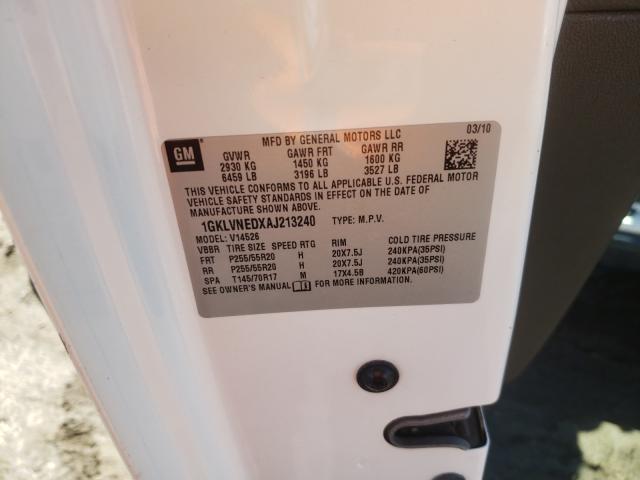 MFD BY GENERAL MOTORS LLC 03/10
GM GVWR GAWR FRT GAWR RR
2930 KG 1450 KG 1600 KG
6459 LB 3196 LB 3527 LB
THIS VEHICLE CONFORMS TO ALL APPLICABLE U.S. FEDERAL MOTOR
VEHICLE SAFETY STANDARDS IN EFFECT ON THE DATE OF
MANUFACTURE SHOWN ABOVE.
1GKLVNEDXAJ213240 TYPE: M.P.V.
MODEL: V14526
VBBR TIRE SIZE SPEED RTG RIM COLD TIRE PRESSURE
FRT P255/55R20 H 20X7.5J 240KPA(35PSI)
RR P255/55R20 H 20X7.5J 240KPA(35PSI)
SPA T145/70R17 M 17X4.5B 420KPA(60PSI)
SEE OWNER'S MANUAL FOR MORE INFORMATION.